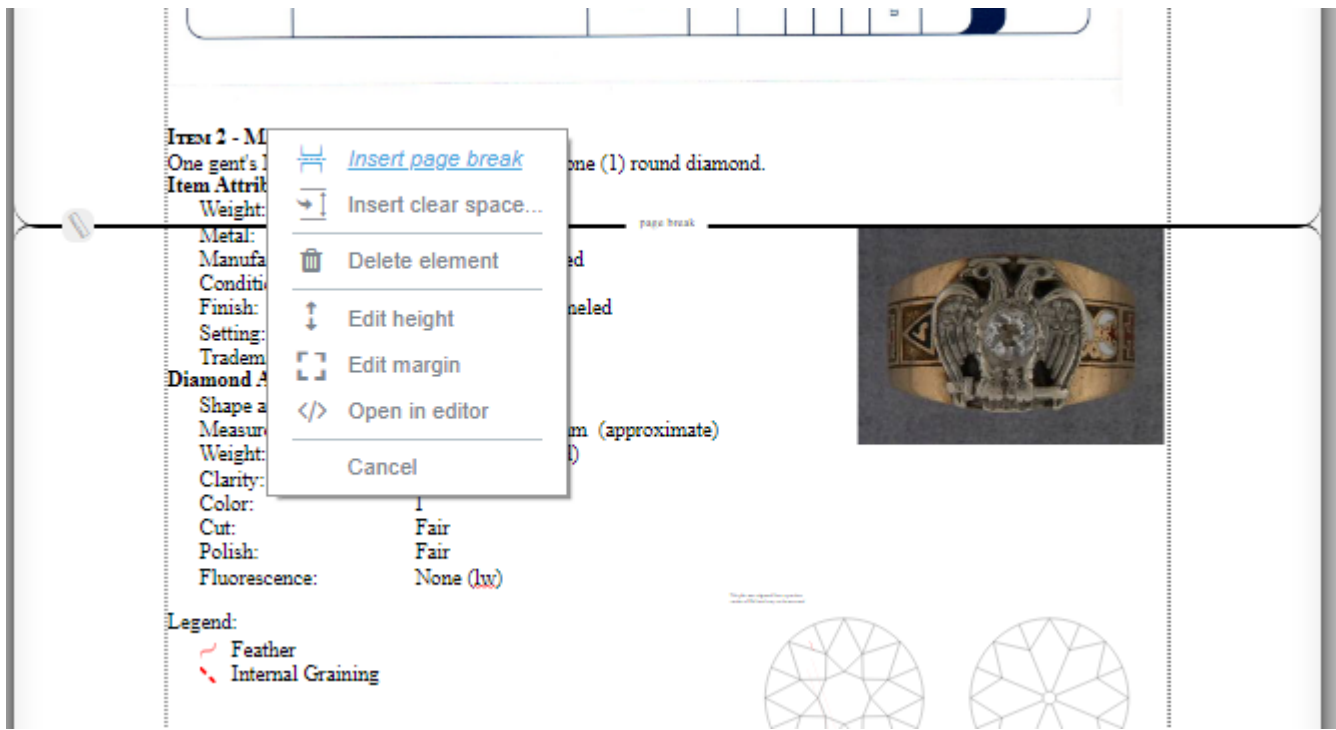 ITEM 2 - M
One gent's
one (1) round diamond.
Item Attrib
Weight:
page break
Metal:
Manufa
ed
Conditi
Finish:
neled
Setting:
Tradem
Diamond A
Shape a
Measur
m (approximate)
Weight:
Clarity:
Color: I
Cut: Fair
Polish: Fair
Fluorescence: None (lw)
Legend:
Feather
Internal Graining
Insert page break
Insert clear space...
Delete element
Edit height
Edit margin
Open in editor
Cancel